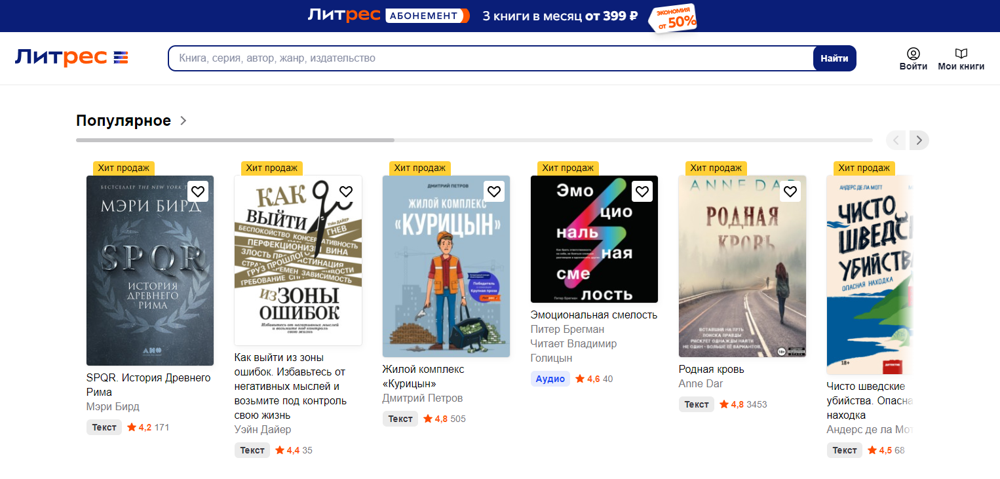 Литрес АБОНЕМЕНТ 3 книги в месяц от 399 ₽ ЭКОНОМИЯ
от 50%
Литрес
Книга, серия, автор, жанр, издательство
Найти
Войти
Мои книги
Популярное
Хит продаж
БЕСТСЕЛЛЕР THE NEW YORK
МЭРИ БИРД
SPQR
ИСТОРИЯ
ДРЕВНЕГО
РИМА
SPQR. История Древнего
Рима
Мэри Бирд
Текст 4,2 171
Хит продаж
КАК
ВЫЙТИ
Уэйн ДАЙЕР
БЕСПОКОЙСТВО
ГНЕВ
ПЕРФЕКЦИОНИЗМ
ВИНА
ЗЛОСТЬ
ПРОКРАСТИНАЦИЯ
ГРУЗ ПРОШЛОГО
ЗАВИСИМОСТЬ
ТРЕБОВАНИЕ
ИЗ ЗОНЫ
ОШИБОК
Избавьтесь от негативных мыслей
и возьмите под контроль
свою жизнь
Как выйти из зоны
ошибок. Избавьтесь от
негативных мыслей и
возьмите под контроль
свою жизнь
Уэйн Дайер
Текст 4,4 35
Хит продаж
ДМИТРИЙ ПЕТРОВ
ЖИЛОЙ КОМПЛЕКС
«КУРИЦЫН»
Победитель
Крупная проза
Жилой комплекс
«Курицын»
Дмитрий Петров
Текст 4,8 505
Хит продаж
Эмо
цио
наль
ная
сме
лость
Питер Брегман
Эмоциональная смелость
Питер Брегман
Читает Владимир
Голицын
Аудио 4,6 40
Хит продаж
ANNE DA
РОДНАЯ
КРОВЬ
ВСТАВШИЙ НА ПУТЬ
ПОИСКА ПРАВДЫ
РИСКУЕТ ОДНАЖДЫ НАЙТИ
НЕ ОДИН - БОЛЬШЕ ЕЁ ВАРИАНТОВ.
18+
Родная кровь
Anne Dar
Текст 4,8 3453
Хит продаж
АНДЕРС ДЕ ЛА МОТТ
ЧИСТО
ШВЕДС
УБИЙСТВ
ОПАСНАЯ НАХОДКА
18+
ДЕТЕКТИВ
Чисто шведские
убийства. Опасна
находка
Андерс де ла Мот
Текст 4,5 68